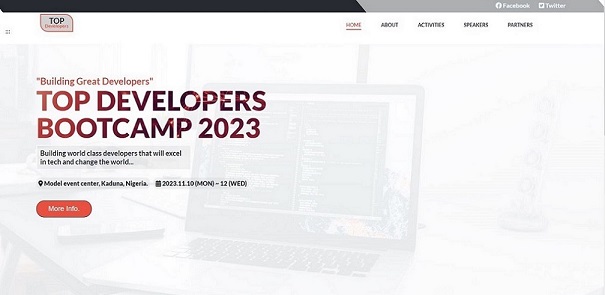 Facebook
Twitter
TOP
Developers
HOME
ABOUT
ACTIVITIES
SPEAKERS
PARTNERS
"Building Great Developers"
TOP DEVELOPERS
BOOTCAMP 2023
Building world class developers that will excel
in tech and change the world...
Model event center, Kaduna, Nigeria.
2023.11.10 (MON) ~ 12 (WED)
More Info.